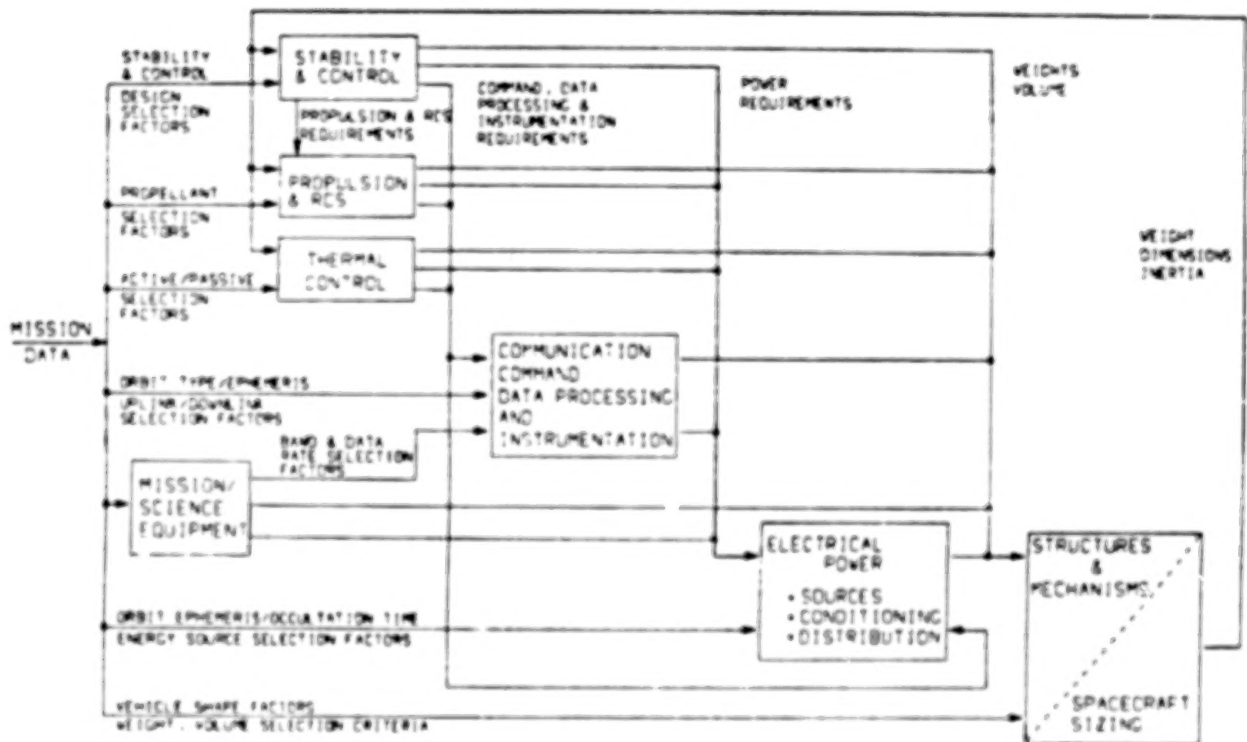 STABILITY
& CONTROL
DESIGN
SELECTION
FACTORS
STABILITY
& CONTROL
PROPULSION & RCS
REQUIREMENTS
COMMAND, DATA
PROCESSING &
INSTRUMENTATION
REQUIREMENTS
POWER
REQUIREMENTS
WEIGHTS
VOLUME
PROPELLANT
SELECTION
FACTORS
PROPULSION
& RCS
ACTIVE/PASSIVE
SELECTION
FACTORS
THERMAL
CONTROL
WEIGHT
DIMENSIONS
INERTIA
MISSION
DATA
ORBIT TYPE/EPHEMERIS
UPLINK/DOWNLINK
SELECTION FACTORS
COMMUNICATION
COMMAND
DATA PROCESSING
AND
INSTRUMENTATION
BAND & DATA
RATE SELECTION
FACTORS
MISSION/
SCIENCE
EQUIPMENT
ELECTRICAL
POWER
• SOURCES
• CONDITIONING
• DISTRIBUTION
STRUCTURES
&
MECHANISMS
ORBIT EPHEMERIS/OCCULTATION TIME
ENERGY SOURCE SELECTION FACTORS
VEHICLE SHAPE FACTORS
WEIGHT, VOLUME SELECTION CRITERIA
SPACECRAFT
SIZING